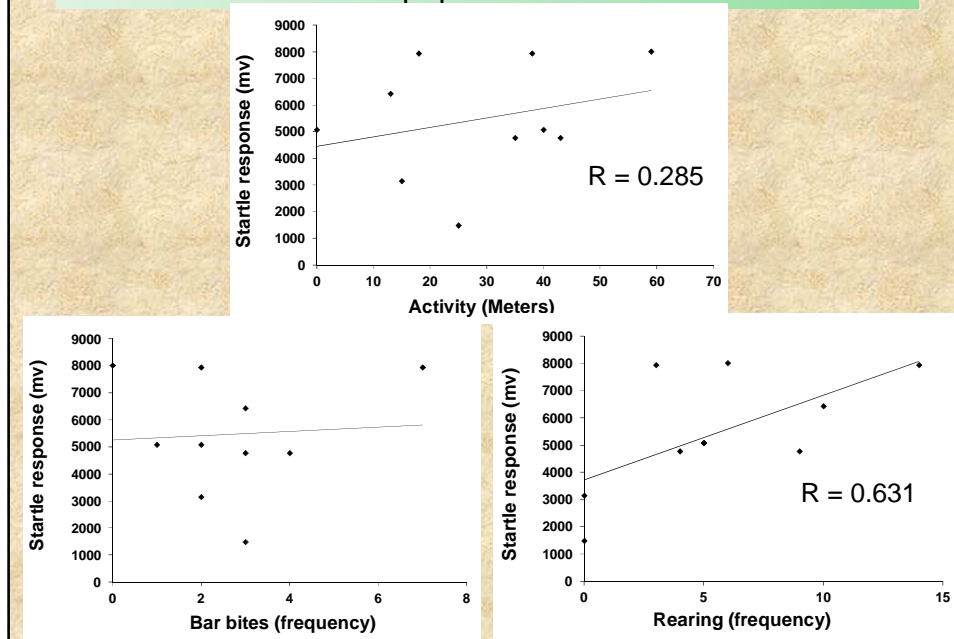 Startle response (mv)
9000
8000
7000
6000
5000
4000
3000
2000
1000
0
0 10 20 30 40 50 60 70
Activity (Meters)
R = 0.285
Startle response (mv)
9000
8000
7000
6000
5000
4000
3000
2000
1000
0
0 2 4 6 8
Bar bites (frequency)
Startle response (mv)
9000
8000
7000
6000
5000
4000
3000
2000
1000
0
0 5 10 15
Rearing (frequency)
R = 0.631